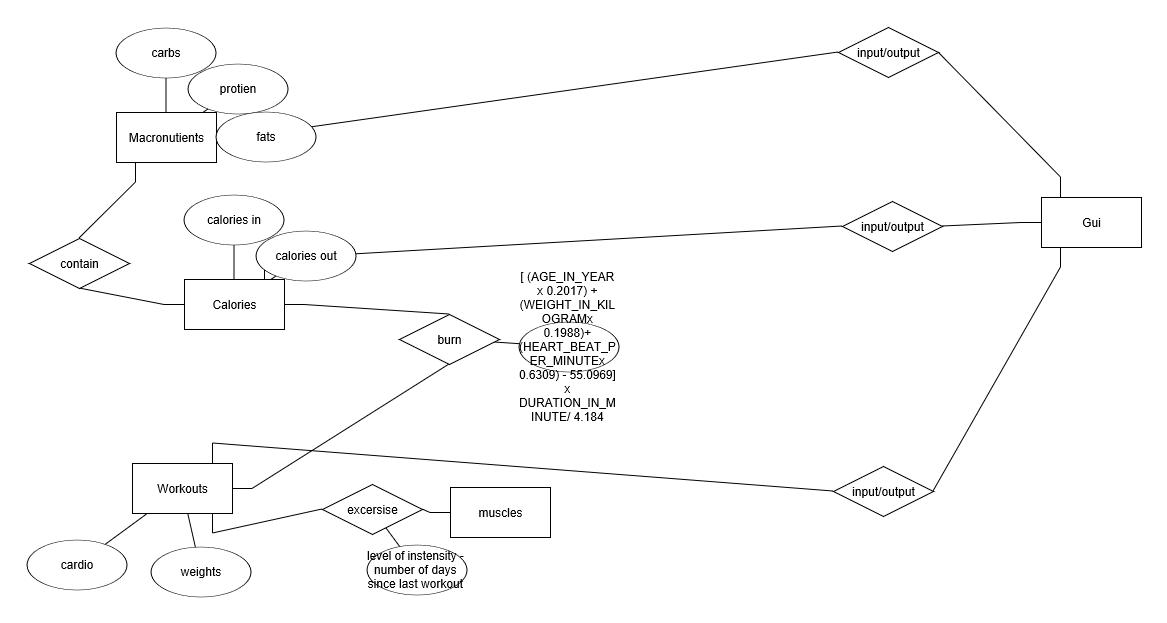 carbs
input/output
protien
Macronutients
fats
calories in
Gui
input/output
calories out
contain
[ (AGE_IN_YEAR
x 0.2017) +
(WEIGHT_IN_KIL
OGRAMx
0.1988)+
(HEART_BEAT_P
ER_MINUTEx
0.6309) - 55.0969]
x
DURATION_IN_M
INUTE/ 4.184
Calories
burn
Workouts
input/output
excersise
muscles
level of instensity -
number of days
since last workout
cardio
weights